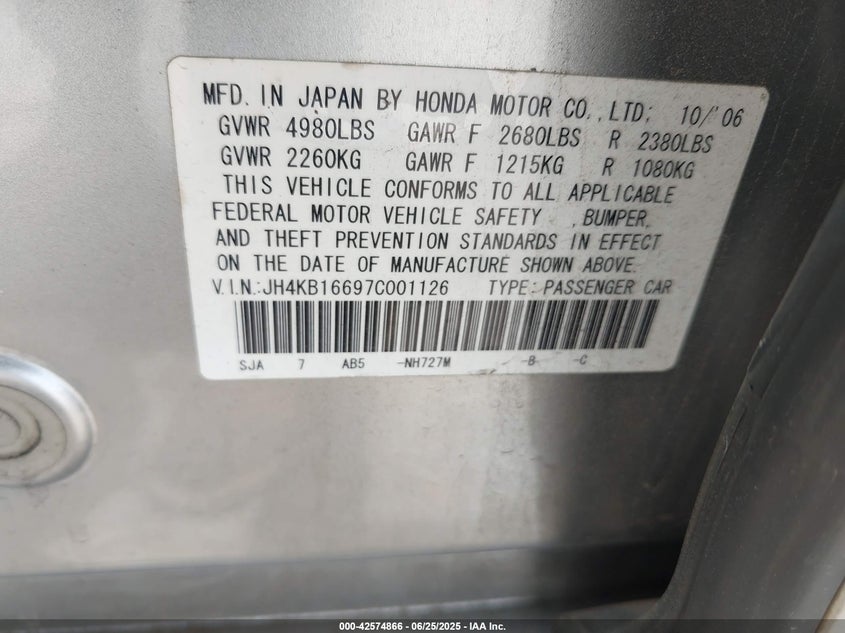 MFD. IN JAPAN BY HONDA MOTOR CO.,LTD; 10/'06
GVWR 4980LBS GAWR F 2680LBS R 2380LBS
GVWR 2260KG GAWR F 1215KG R 1080KG
THIS VEHICLE CONFORMS TO ALL APPLICABLE
FEDERAL MOTOR VEHICLE SAFETY ,BUMPER,
AND THEFT PREVENTION STANDARDS IN EFFECT
ON THE DATE OF MANUFACTURE SHOWN ABOVE.
V.I.N.:JH4KB16697C001126 TYPE: PASSENGER CAR
SJA 7 AB5 -NH727M -B -C
000-42574866 - 06/25/2025 - IAA Inc.